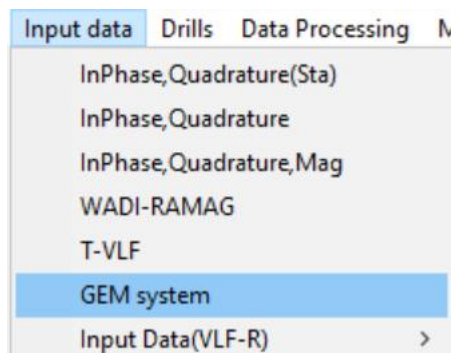 Input data Drills Data Processing
InPhase,Quadrature(Sta)
InPhase,Quadrature
InPhase,Quadrature,Mag
WADI-RAMAG
T-VLF
GEM system
Input Data(VLF-R) >